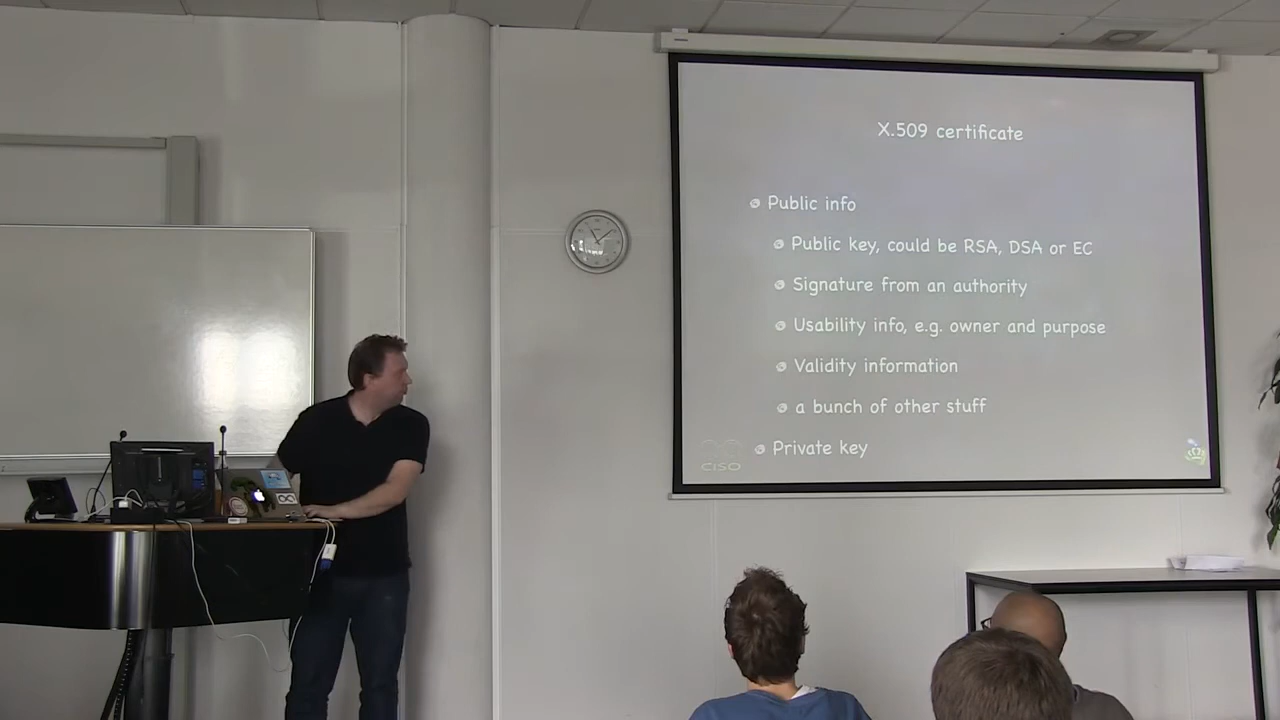 X.509 certificate
Public info
Public key, could be RSA, DSA or EC
Signature from an authority
Usability info, e.g. owner and purpose
Validity information
a bunch of other stuff
Private key
CISO